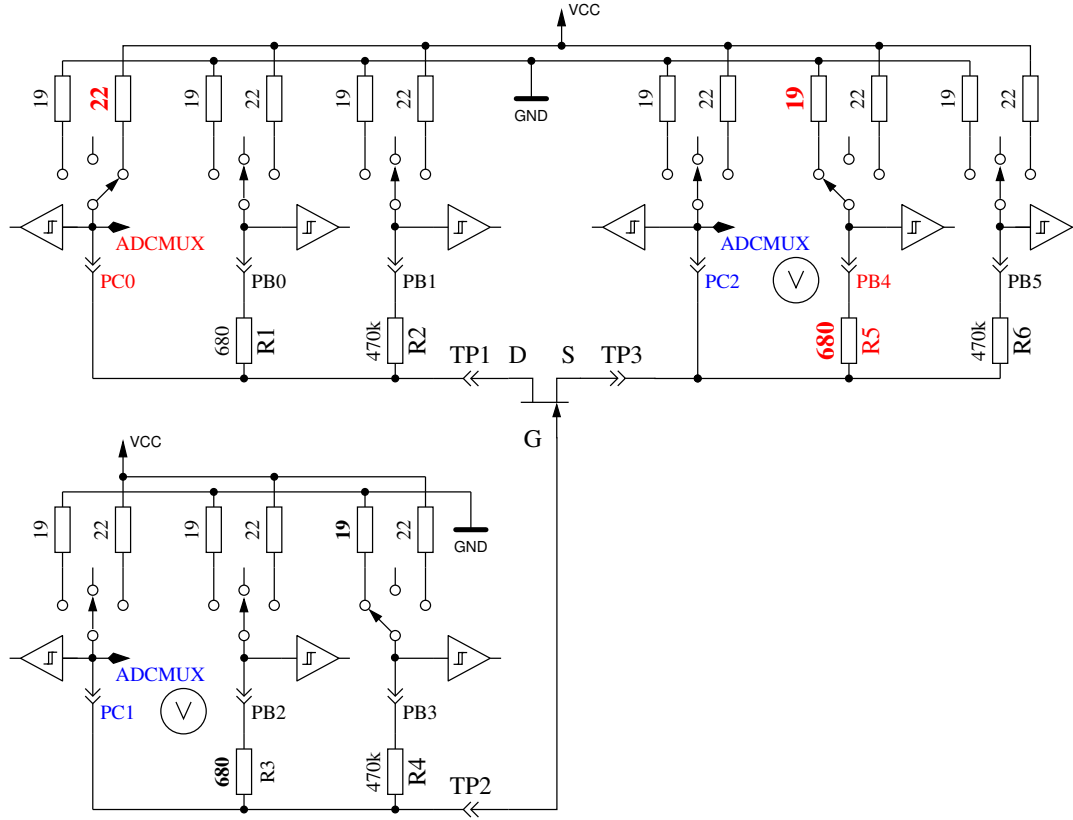 VCC
19
22
19
22
19
22
GND
19
22
19
22
19
ADCMUX
ADCMUX
PC0
PB0
PB1
PC2
V
PB4
PB5
680
R1
470k
R2
680
R5
470k
R6
TP1
D
S
TP3
G
VCC
19
22
19
22
19
22
GND
ADCMUX
PC1
V
PB2
PB3
680
R3
470k
R4
TP2